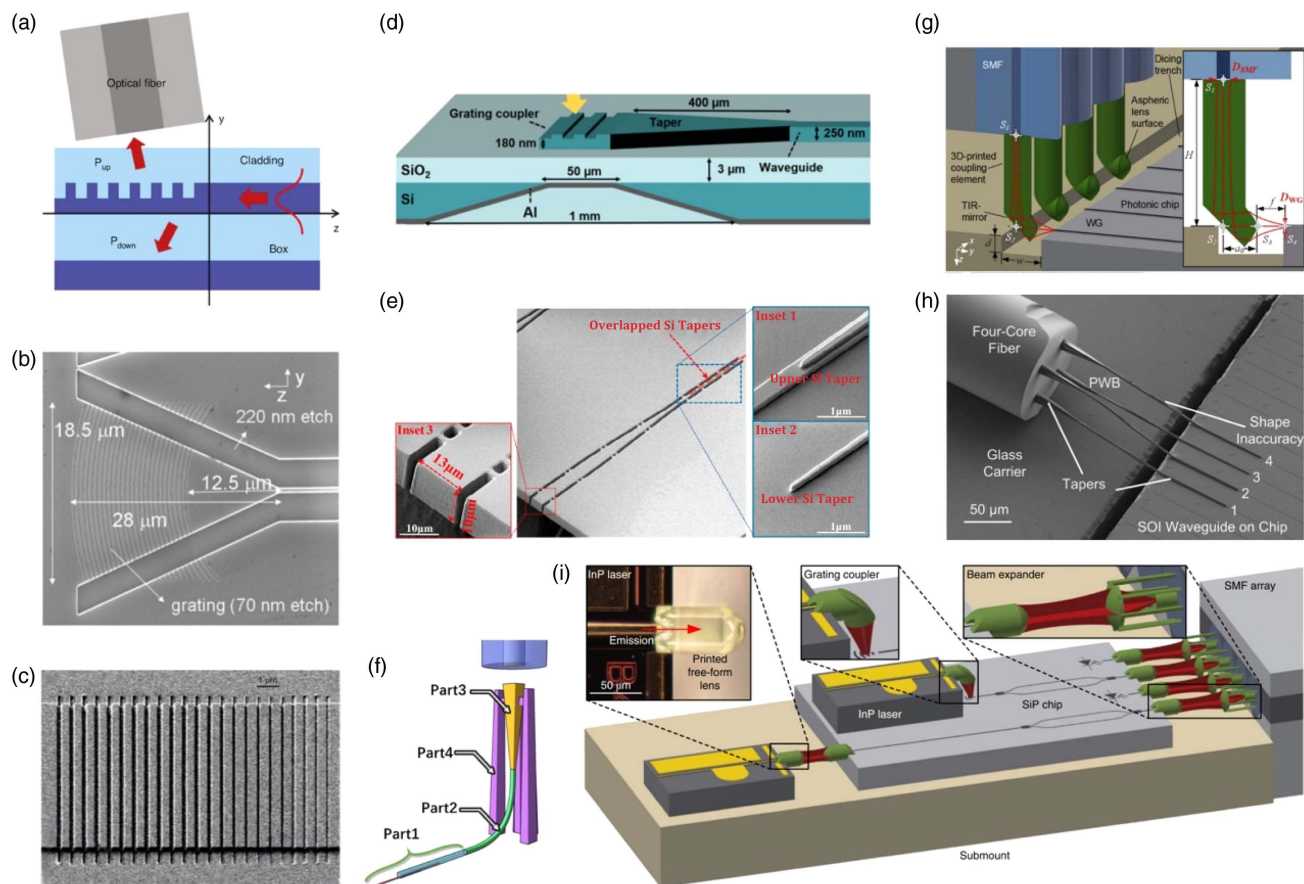 (a)
Optical fiber
y
P_up
Cladding
z
P_down
Box
(b)
y
z
220 nm etch
18.5 μm
12.5 μm
28 μm
grating (70 nm etch)
(c)
1 μm
(d)
Grating coupler
400 μm
Taper
180 nm
250 nm
Waveguide
SiO₂
50 μm
3 μm
Si
Al
1 mm
(e)
Overlapped Si Tapers
Inset 1
Upper Si Taper
1μm
Inset 2
Lower Si Taper
1μm
Inset 3
13μm
10μm
10μm
(f)
Part3
Part4
Part2
Part1
(g)
SMF
Dicing
trench
Aspheric
lens
surface
S₁
3D-printed
coupling
element
TIR-
mirror
S₂
Photonic chip
WG
d
w
x
y
z
D_SMF
S₁
H
D_WG
f
S₂
S₃
S₄
(h)
Four-Core
Fiber
PWB
Shape
Inaccuracy
Glass
Carrier
Tapers
4
3
2
1
50 μm
SOI Waveguide on Chip
(i)
InP laser
Emission
Printed
free-form
lens
50 μm
Grating coupler
Beam expander
SMF array
InP laser
SiP chip
Submount